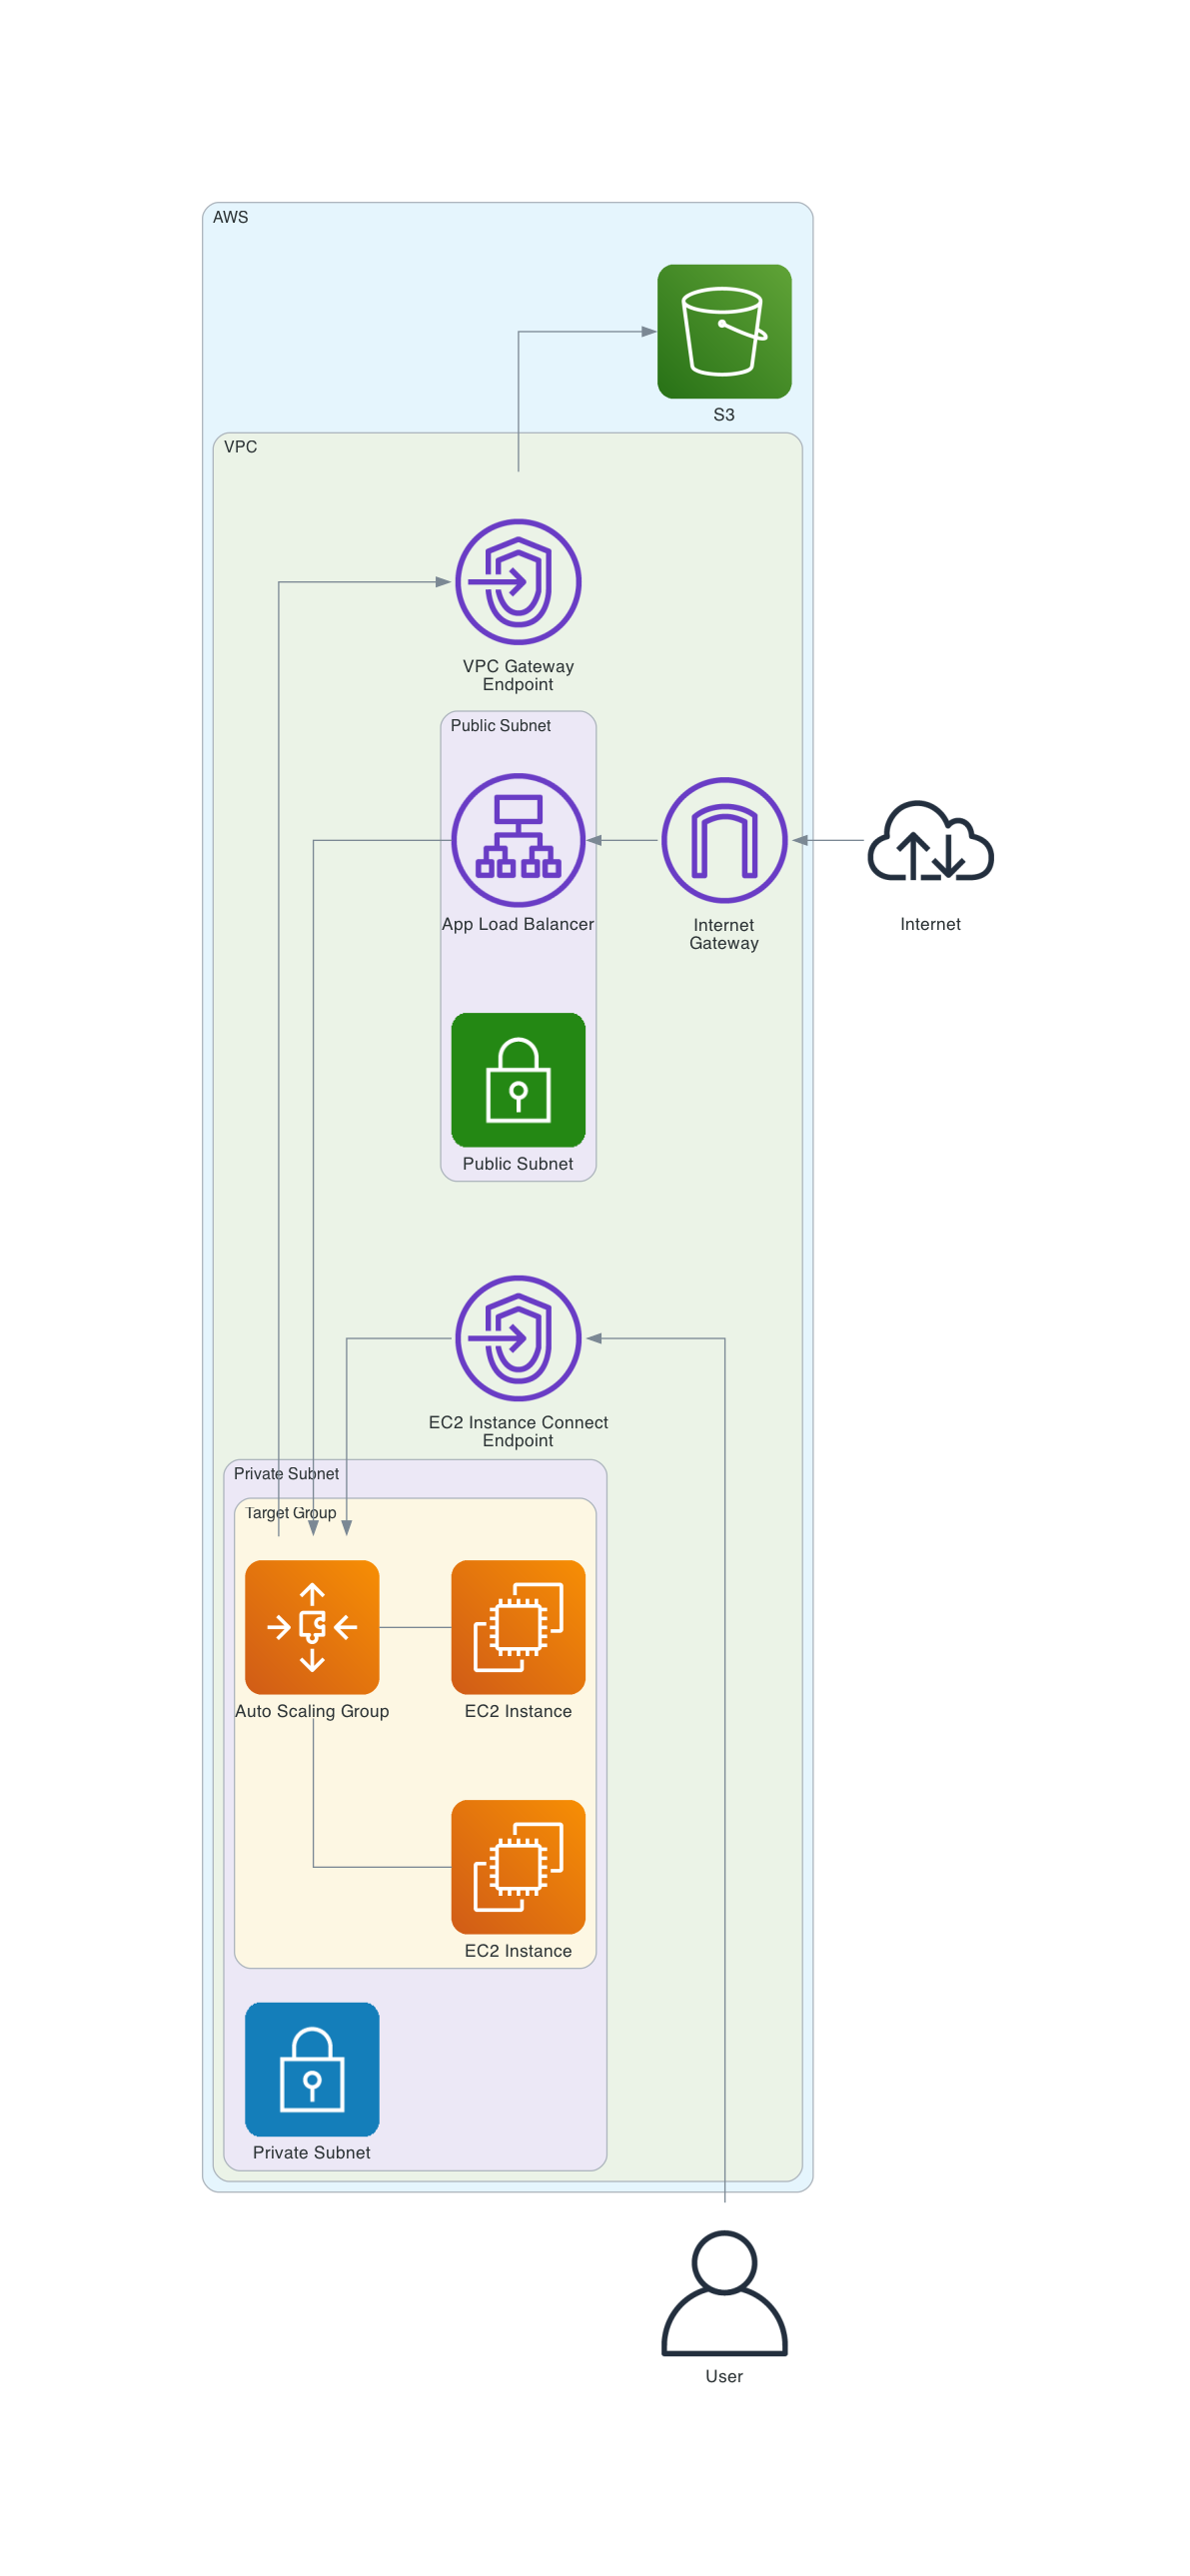 AWS
S3
VPC
VPC Gateway
Endpoint
Public Subnet
App Load Balancer
Internet
Gateway
Internet
Public Subnet
EC2 Instance Connect
Endpoint
Private Subnet
Target Group
Auto Scaling Group
EC2 Instance
EC2 Instance
Private Subnet
User